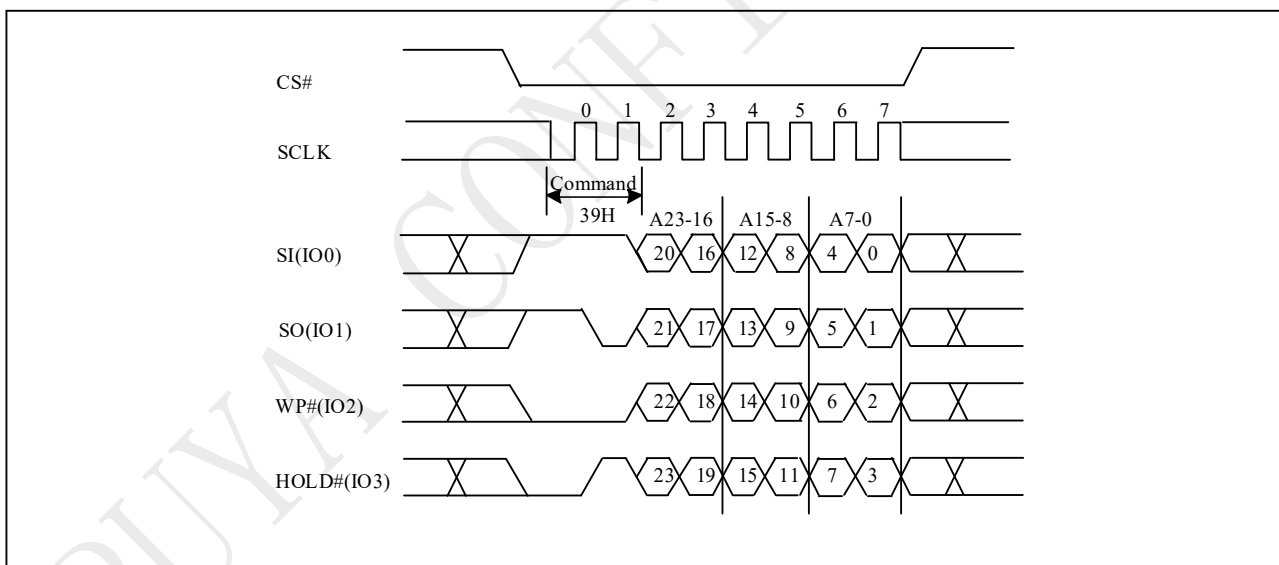 CS#
0 1 2 3 4 5 6 7
SCLK
Command
39H
A23-16 A15-8 A7-0
SI(IO0) 20 16 12 8 4 0
SO(IO1) 21 17 13 9 5 1
WP#(IO2) 22 18 14 10 6 2
HOLD#(IO3) 23 19 15 11 7 3